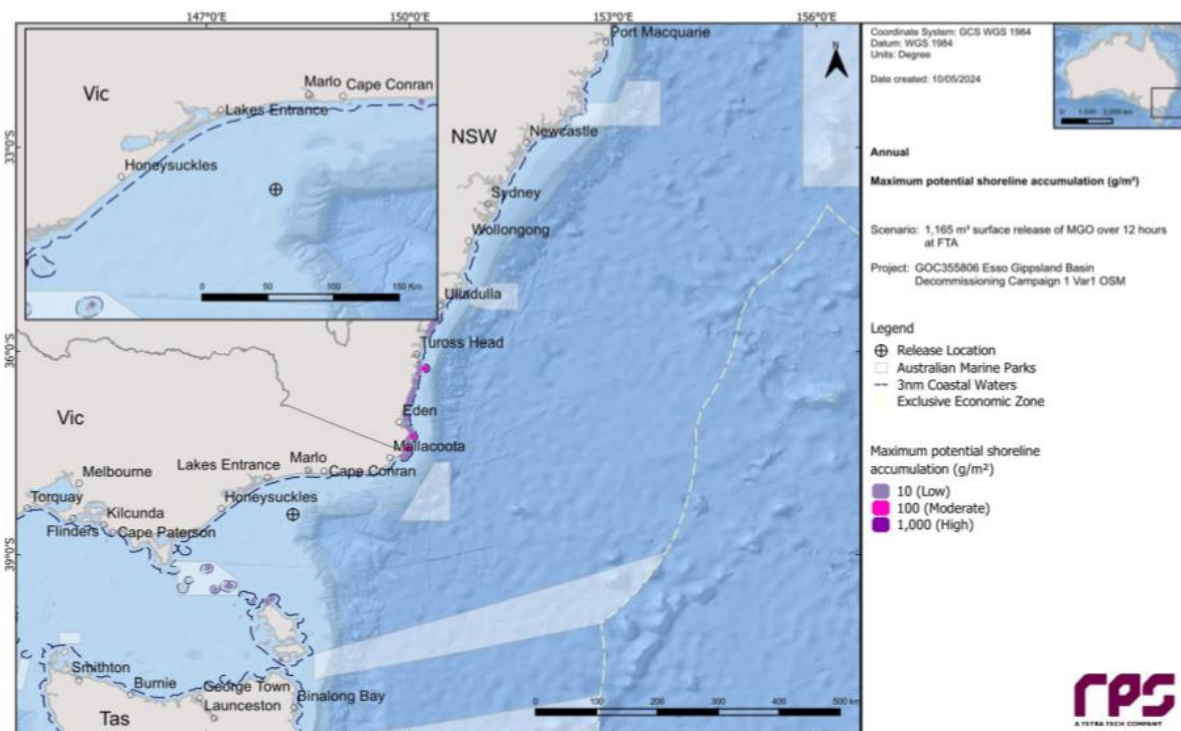 147°0'E 150°0'E 153°0'E 156°0'E
33°0'S
36°0'S
39°0'S
Vic
Marlo
Cape Conran
Lakes Entrance
Honeysuckles
0 50 100 150 Km
Port Macquarie
NSW
Newcastle
Sydney
Wollongong
Ulladulla
Tuross Head
Eden
Mallacoota
Vic
Melbourne
Lakes Entrance
Marlo
Cape Conran
Torquay
Honeysuckles
Kilcunda
Flinders
Cape Paterson
Smithton
Burnie
George Town
Launceston
Binalong Bay
Tas
0 100 200 300 400 500 km
N
Coordinate System: GCS WGS 1984
Datum: WGS 1984
Units: Degree
Date created: 10/05/2024
Annual
Maximum potential shoreline accumulation (g/m²)
Scenario: 1,165 m³ surface release of MGO over 12 hours
at FTA
Project: GOC355806 Esso Gippsland Basin
Decommissioning Campaign 1 Var1 OSM
Legend
Release Location
Australian Marine Parks
3nm Coastal Waters
Exclusive Economic Zone
Maximum potential shoreline
accumulation (g/m²)
10 (Low)
100 (Moderate)
1,000 (High)
rps
A TETRA TECH COMPANY